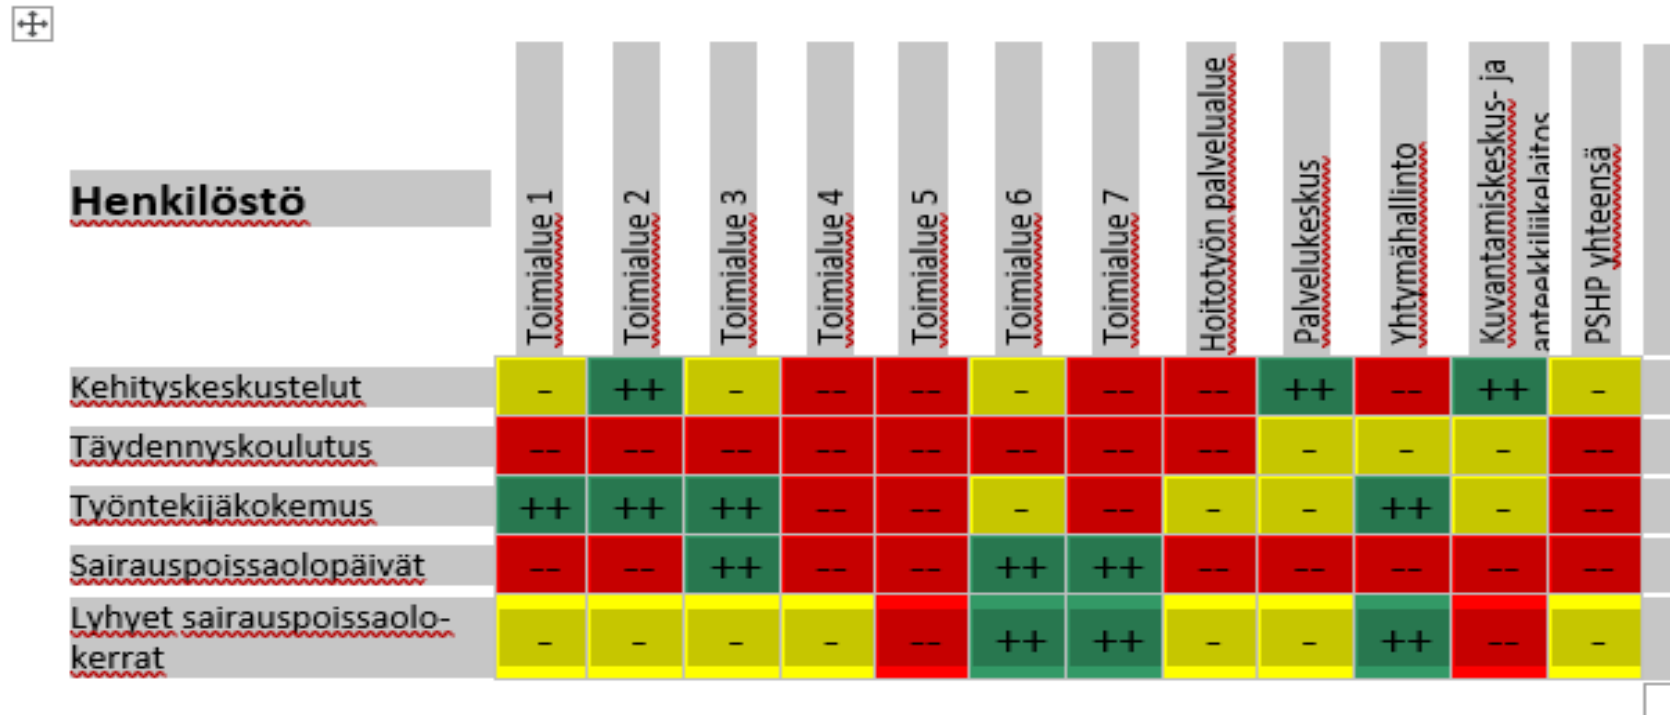 Henkilöstö
Toimialue 1
Toimialue 2
Toimialue 3
Toimialue 4
Toimialue 5
Toimialue 6
Toimialue 7
Hoitotyön palvelualue
Palvelukeskus
Yhtymähallinto
Kuvantamiskeskus- ja
apteekkiliikelaitos
PSHP yhteensä
Kehityskeskustelut - ++ - -- -- - -- -- ++ -- ++ -
Täydennyskoulutus -- -- -- -- -- -- -- -- - - - --
Työntekijäkokemus ++ ++ ++ -- -- - -- - - ++ - --
Sairauspoissaolopäivät -- -- ++ -- -- ++ ++ -- -- -- -- --
Lyhyet sairauspoissaolo-
kerrat - - - - -- ++ ++ - - ++ -- -